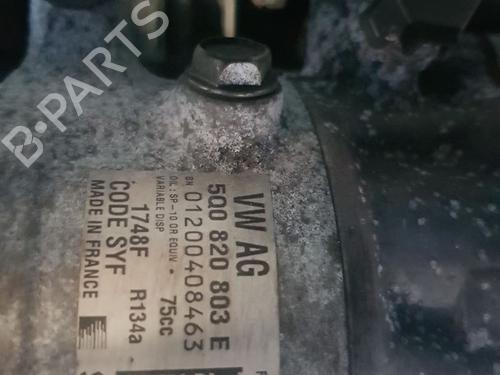 B-PARTS
VW AG
5Q0 820 803 E
BN 01200408463
OIL: SP-10 OR EQUIV • 75cc
VARIABLE DISP
1748F R134a
CODE SYF
MADE IN FRANCE